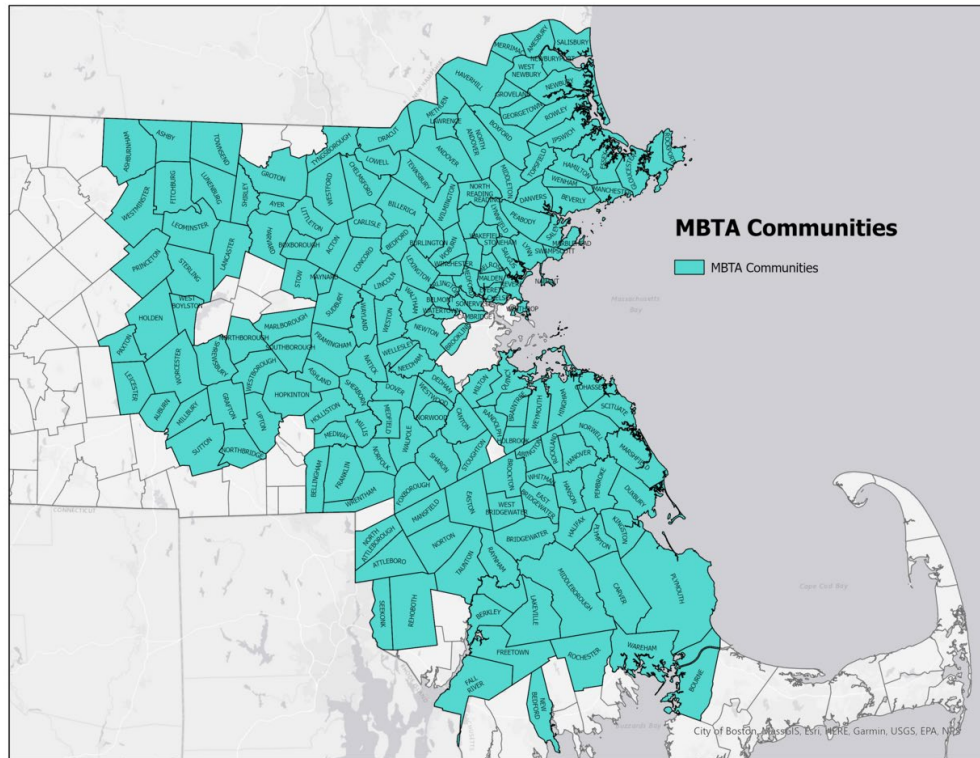 MBTA Communities
MBTA Communities
SALISBURY
AMESBURY
MERRIMAC
NEWBURYPORT
WEST
NEWBURY
NEWBURY
HAVERHILL
GROVELAND
GEORGETOWN
ROWLEY
METHUEN
LAWRENCE
NORTH
ANDOVER
BOXFORD
IPSWICH
ROCKPORT
ANDOVER
TOPSFIELD
HAMILTON
WENHAM
MANCHESTER
MIDDLETON
DANVERS
BEVERLY
ASHBURNHAM
ASHBY
TOWNSEND
TYNGSBOROUGH
DRACUT
LOWELL
TEWKSBURY
CHELMSFORD
WESTFORD
GROTON
FITCHBURG
LUNENBURG
SHIRLEY
AYER
WESTMINSTER
LEOMINSTER
HARVARD
LITTLETON
CARLISLE
BILLERICA
WILMINGTON
NORTH
READING
READING
LYNNFIELD
PEABODY
SALEM
MARBLEHEAD
SWAMPSCOTT
LYNN
WAKEFIELD
STONEHAM
SAUGUS
PRINCETON
STERLING
LANCASTER
BOXBOROUGH
ACTON
CONCORD
BEDFORD
BURLINGTON
WOBURN
WINCHESTER
LEXINGTON
LINCOLN
MALDEN
STOW
MAYNARD
SUDBURY
WAYLAND
WESTON
WALTHAM
BELMONT
WATERTOWN
SOMERVILLE
CAMBRIDGE
WINTHROP
BROOKLINE
NEWTON
HOLDEN
WEST
BOYLSTON
PAXTON
WORCESTER
SHREWSBURY
NORTHBOROUGH
MARLBOROUGH
SOUTHBOROUGH
WESTBOROUGH
FRAMINGHAM
NATICK
WELLESLEY
NEEDHAM
LEICESTER
AUBURN
MILLBURY
GRAFTON
UPTON
HOPKINTON
ASHLAND
SHERBORN
DOVER
DEDHAM
WESTWOOD
MILTON
QUINCY
HOLLISTON
MEDWAY
MILLIS
MEDFIELD
NORWOOD
CANTON
RANDOLPH
BRAINTREE
WEYMOUTH
HINGHAM
COHASSET
SCITUATE
SUTTON
NORTHBRIDGE
BELLINGHAM
FRANKLIN
NORFOLK
WALPOLE
WRENTHAM
SHARON
STOUGHTON
HOLBROOK
ABINGTON
ROCKLAND
NORWELL
HANOVER
MARSHFIELD
FOXBOROUGH
MANSFIELD
EASTON
BROCKTON
WHITMAN
EAST
BRIDGEWATER
WEST
BRIDGEWATER
HANSON
PEMBROKE
DUXBURY
NORTH
ATTLEBOROUGH
ATTLEBORO
NORTON
TAUNTON
RAYNHAM
BRIDGEWATER
HALIFAX
PLYMPTON
KINGSTON
SEEKONK
REHOBOTH
BERKLEY
LAKEVILLE
MIDDLEBOROUGH
CARVER
PLYMOUTH
FREETOWN
ROCHESTER
WAREHAM
BOURNE
FALL
RIVER
NEW
BEDFORD
Massachusetts
Bay
Cape Cod Bay
CONNECTICUT
City of Boston, MassGIS, Esri, HERE, Garmin, USGS, EPA, NPS